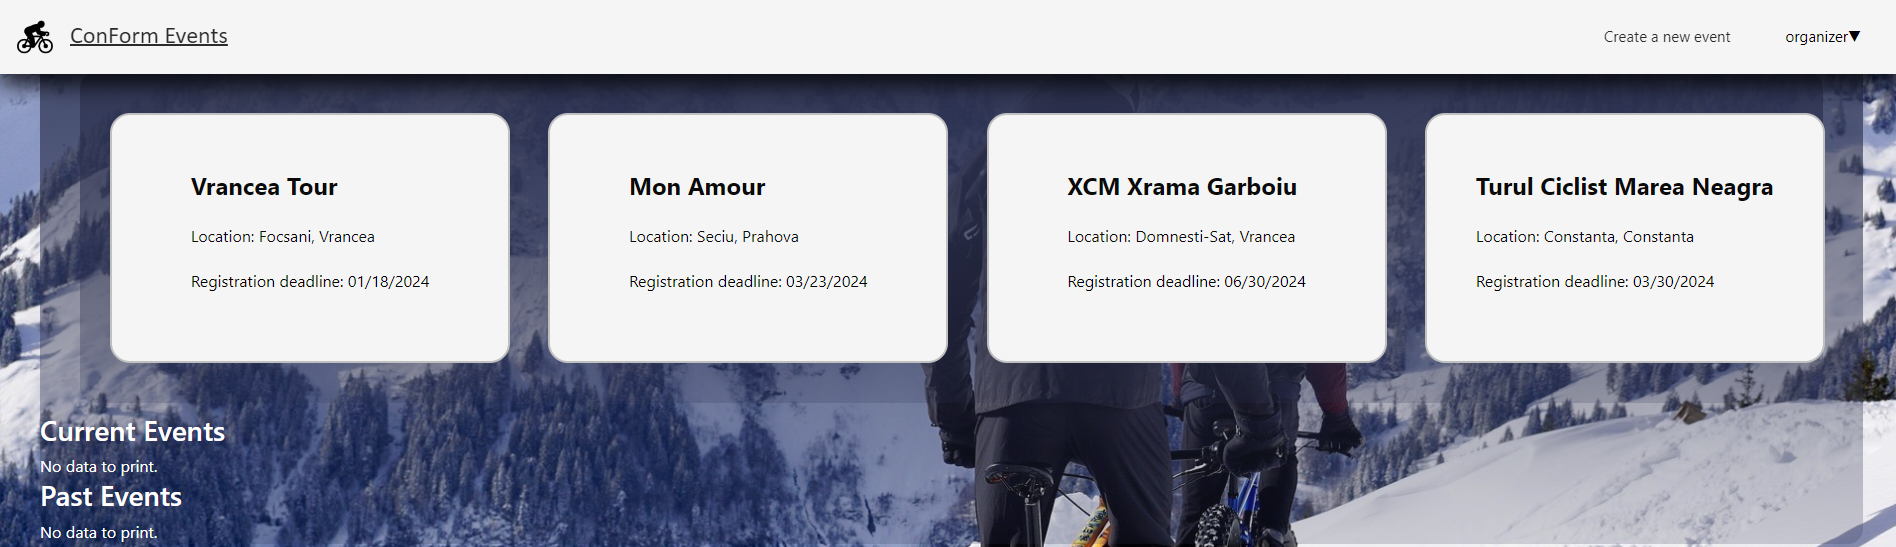 ConForm Events
Create a new event
organizer▼
Vrancea Tour
Location: Focsani, Vrancea
Registration deadline: 01/18/2024
Mon Amour
Location: Seciu, Prahova
Registration deadline: 03/23/2024
XCM Xrama Garboiu
Location: Domnesti-Sat, Vrancea
Registration deadline: 06/30/2024
Turul Ciclist Marea Neagra
Location: Constanta, Constanta
Registration deadline: 03/30/2024
Current Events
No data to print.
Past Events
No data to print.